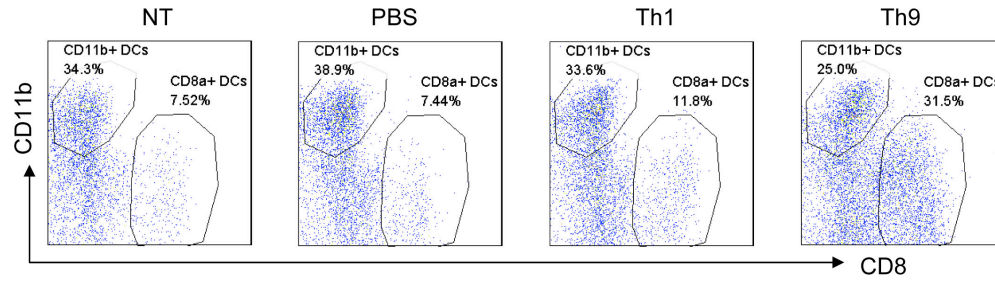 NT
PBS
Th1
Th9
CD11b+ DCs
34.3%
CD8a+ DCs
7.52%
CD11b+ DCs
38.9%
CD8a+ DCs
7.44%
CD11b+ DCs
33.6%
CD8a+ DCs
11.8%
CD11b+ DCs
25.0%
CD8a+ DCs
31.5%
CD11b
CD8